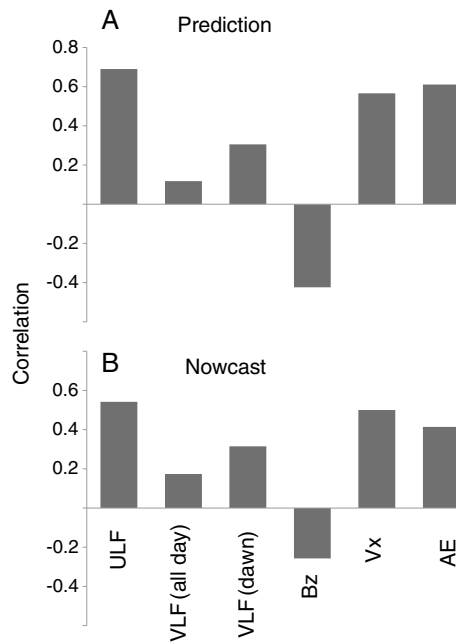 A Prediction
0.8
0.6
0.4
0.2
-0.2
-0.4
Correlation
B Nowcast
0.6
0.4
0.2
-0.2
-0.4
ULF
VLF (all day)
VLF (dawn)
Bz
Vx
AE